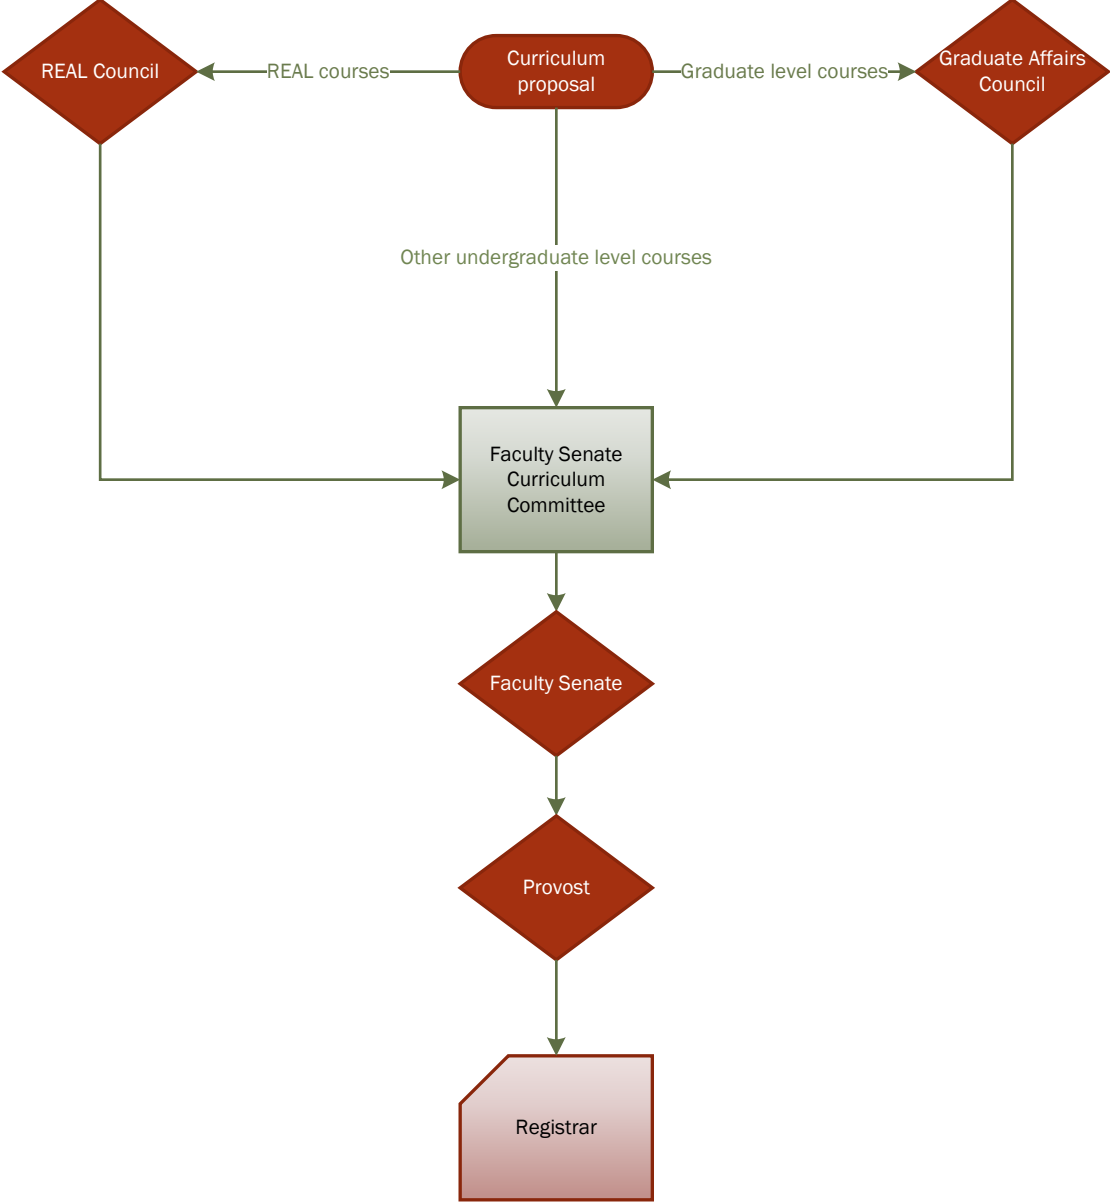 REAL Council
REAL courses
Curriculum
proposal
Graduate level courses
Graduate Affairs
Council
Other undergraduate level courses
Faculty Senate
Curriculum
Committee
Faculty Senate
Provost
Registrar